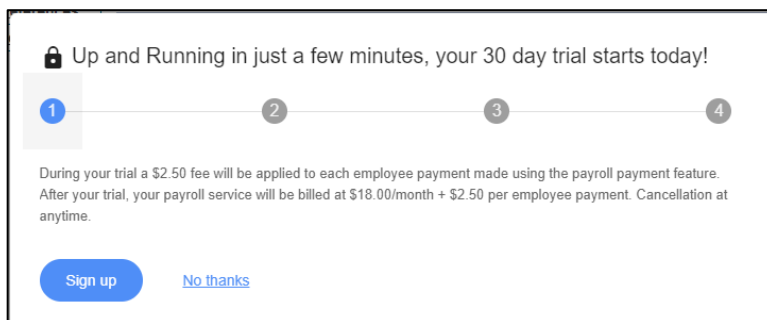 Up and Running in just a few minutes, your 30 day trial starts today!
1 2 3 4
During your trial a $2.50 fee will be applied to each employee payment made using the payroll payment feature.
After your trial, your payroll service will be billed at $18.00/month + $2.50 per employee payment. Cancellation at
anytime.
Sign up No thanks